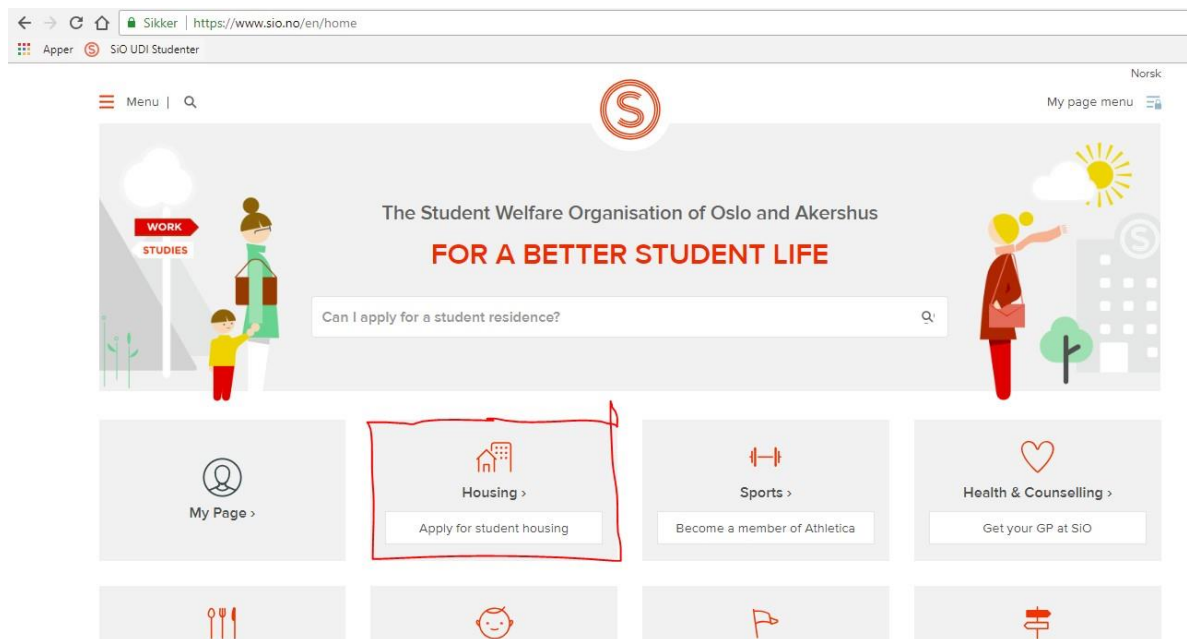 Sikker | https://www.sio.no/en/home
Apper S SiO UDI Studenter
Norsk
Menu |
My page menu
S
WORK
STUDIES
The Student Welfare Organisation of Oslo and Akershus
FOR A BETTER STUDENT LIFE
Can I apply for a student residence?
S
My Page ›
Housing ›
Apply for student housing
Sports ›
Become a member of Athletica
Health & Counselling ›
Get your GP at SiO